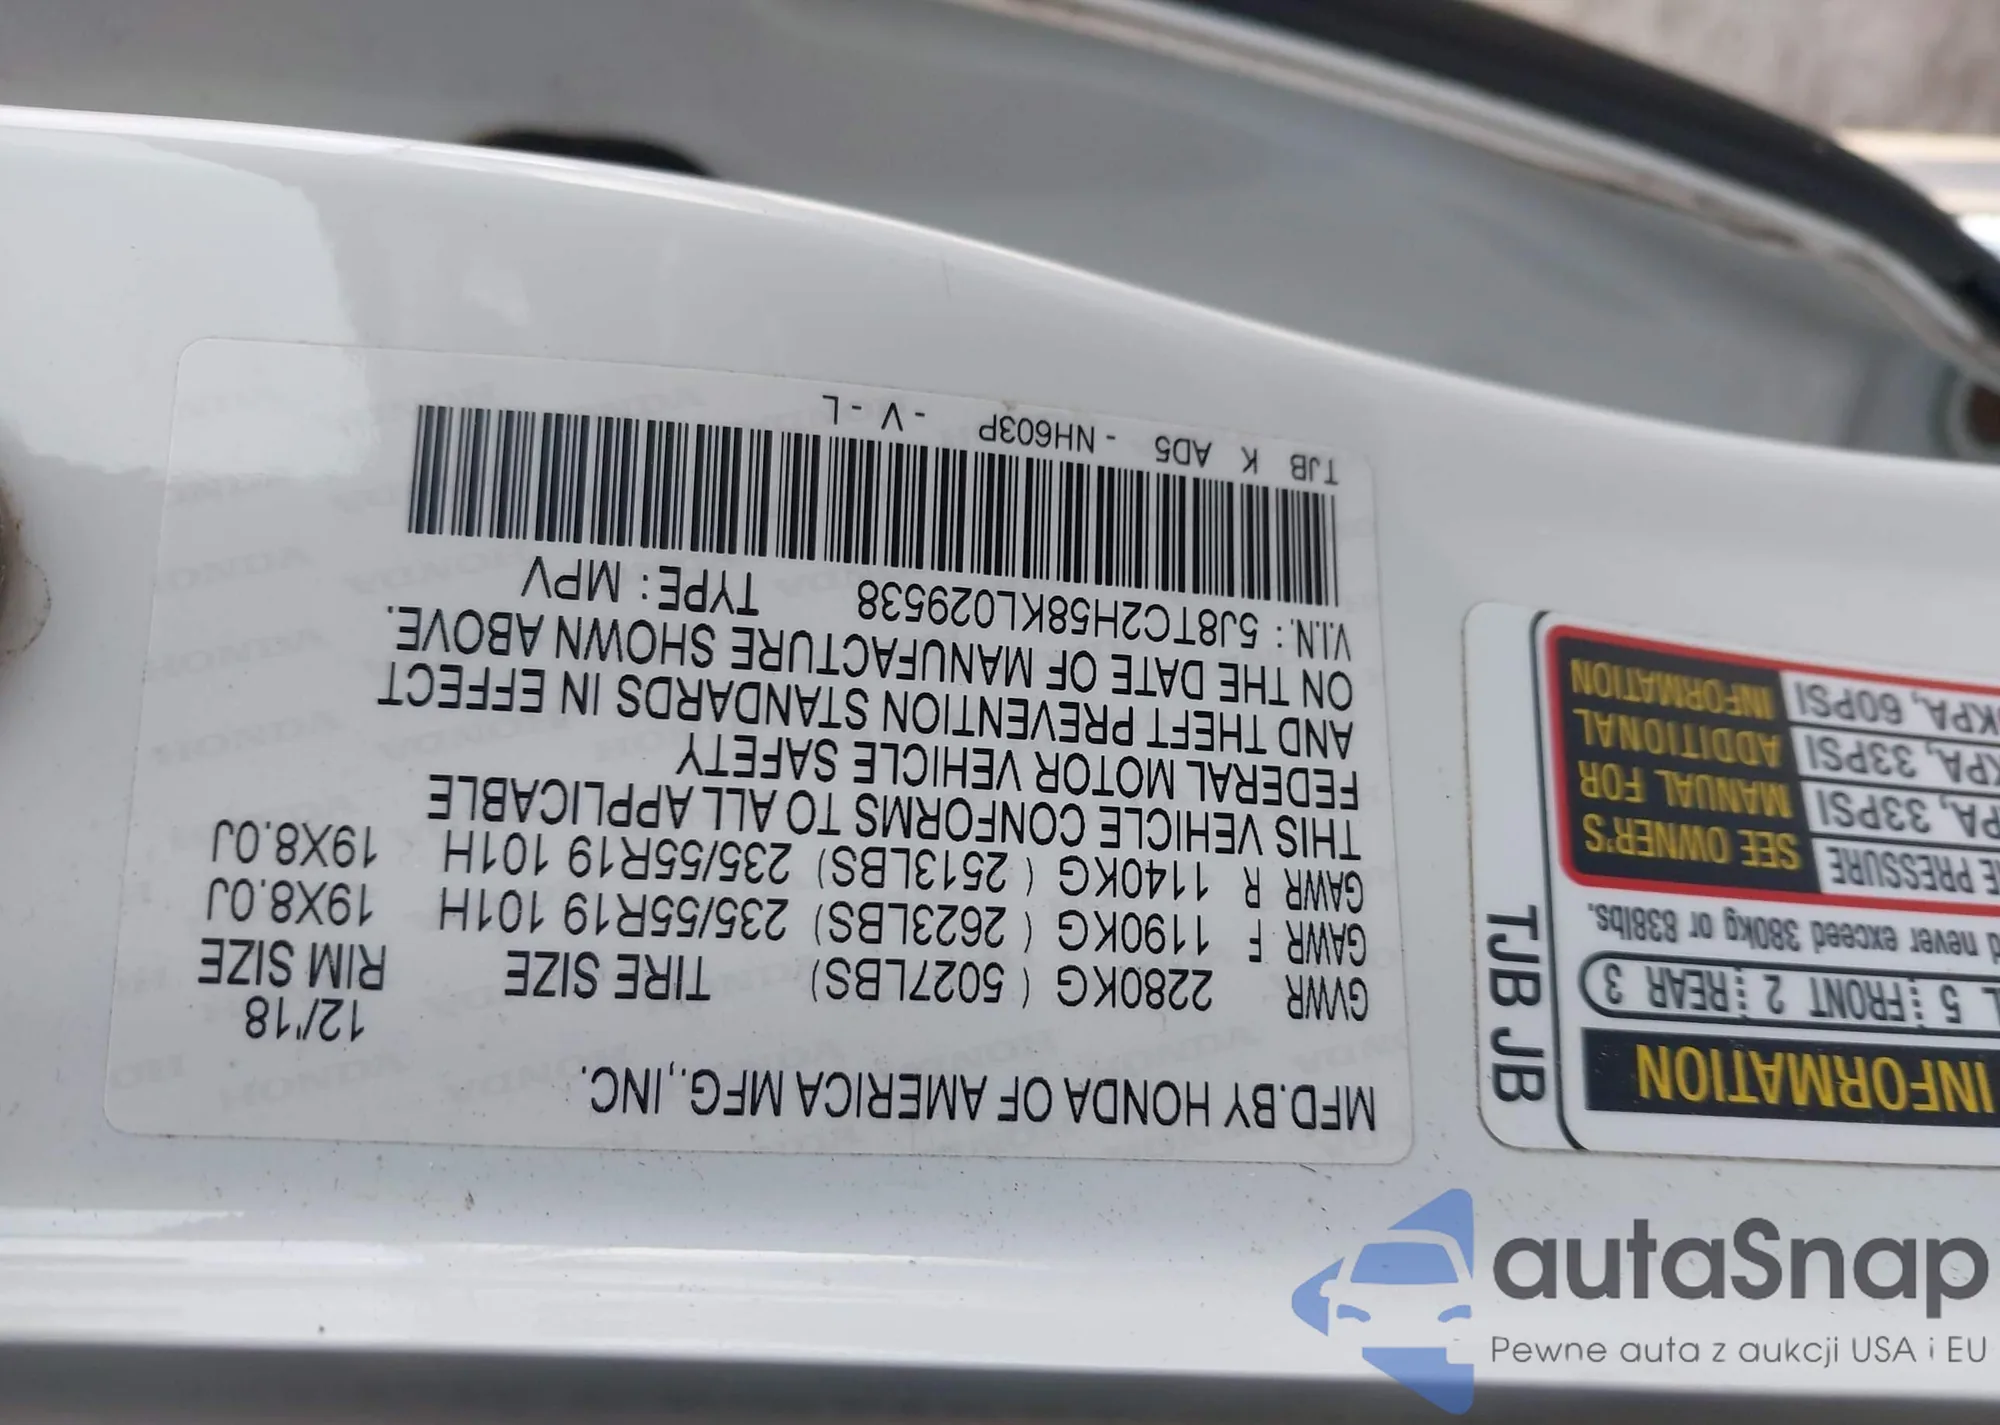 MFD.BY HONDA OF AMERICA MFG.,INC.
12/'18
GVWR 2280KG ( 5027LBS) TIRE SIZE RIM SIZE
GAWR F 1190KG ( 2623LBS) 235/55R19 101H 19X8.0J
GAWR R 1140KG ( 2513LBS) 235/55R19 101H 19X8.0J
THIS VEHICLE CONFORMS TO ALL APPLICABLE
FEDERAL MOTOR VEHICLE SAFETY
AND THEFT PREVENTION STANDARDS IN EFFECT
ON THE DATE OF MANUFACTURE SHOWN ABOVE.
V.I.N.: 5J8TC2H58KL029538 TYPE: MPV
TJB K AD5 - NH603P - V - L
INFORMATION
5 FRONT 2 REAR 3
never exceed 380kg or 838lbs.
PRESSURE
33PSI
KPA, 33PSI
KPA, 60PSI
SEE OWNER'S
MANUAL FOR
ADDITIONAL
INFORMATION
TJB JB
autaSnap
Pewne auta z aukcji USA i EU